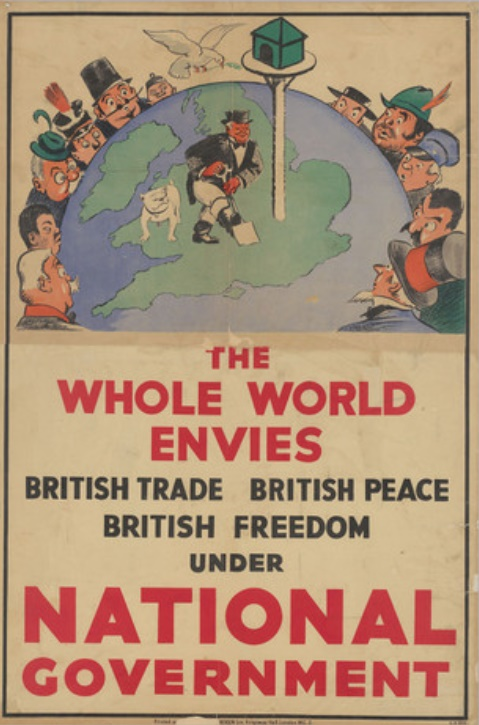 THE
WHOLE WORLD
ENVIES
BRITISH TRADE BRITISH PEACE
BRITISH FREEDOM
UNDER
NATIONAL
GOVERNMENT